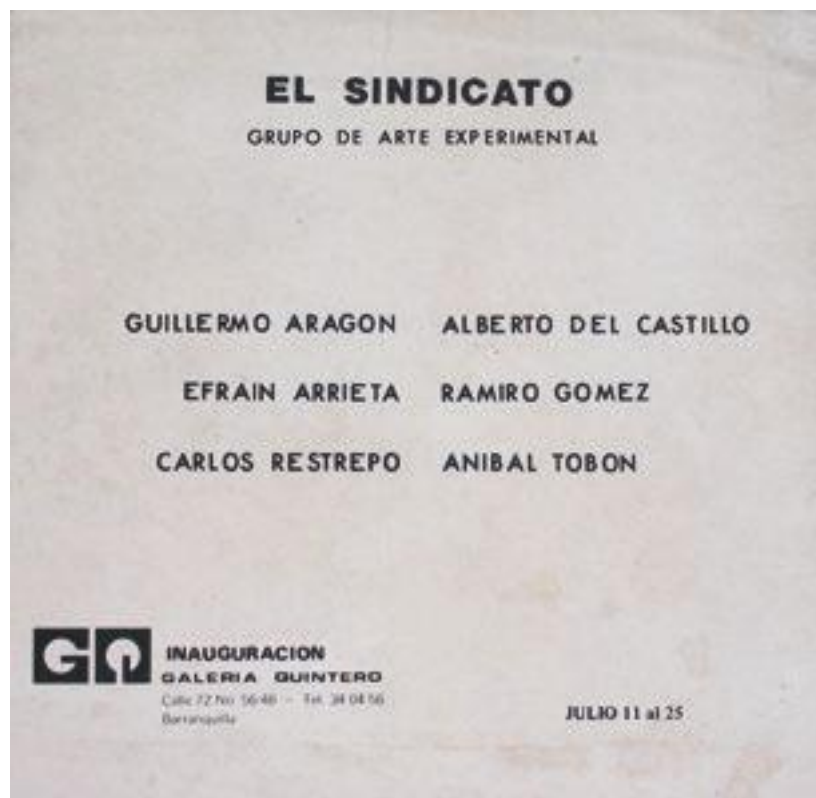 EL SINDICATO
GRUPO DE ARTE EXPERIMENTAL
GUILLERMO ARAGON ALBERTO DEL CASTILLO
EFRAIN ARRIETA RAMIRO GOMEZ
CARLOS RESTREPO ANIBAL TOBON
GQ INAUGURACION
GALERIA QUINTERO
Calle 72 No 56-46 - Tel. 34 04 56
Barranquilla
JULIO 11 al 25